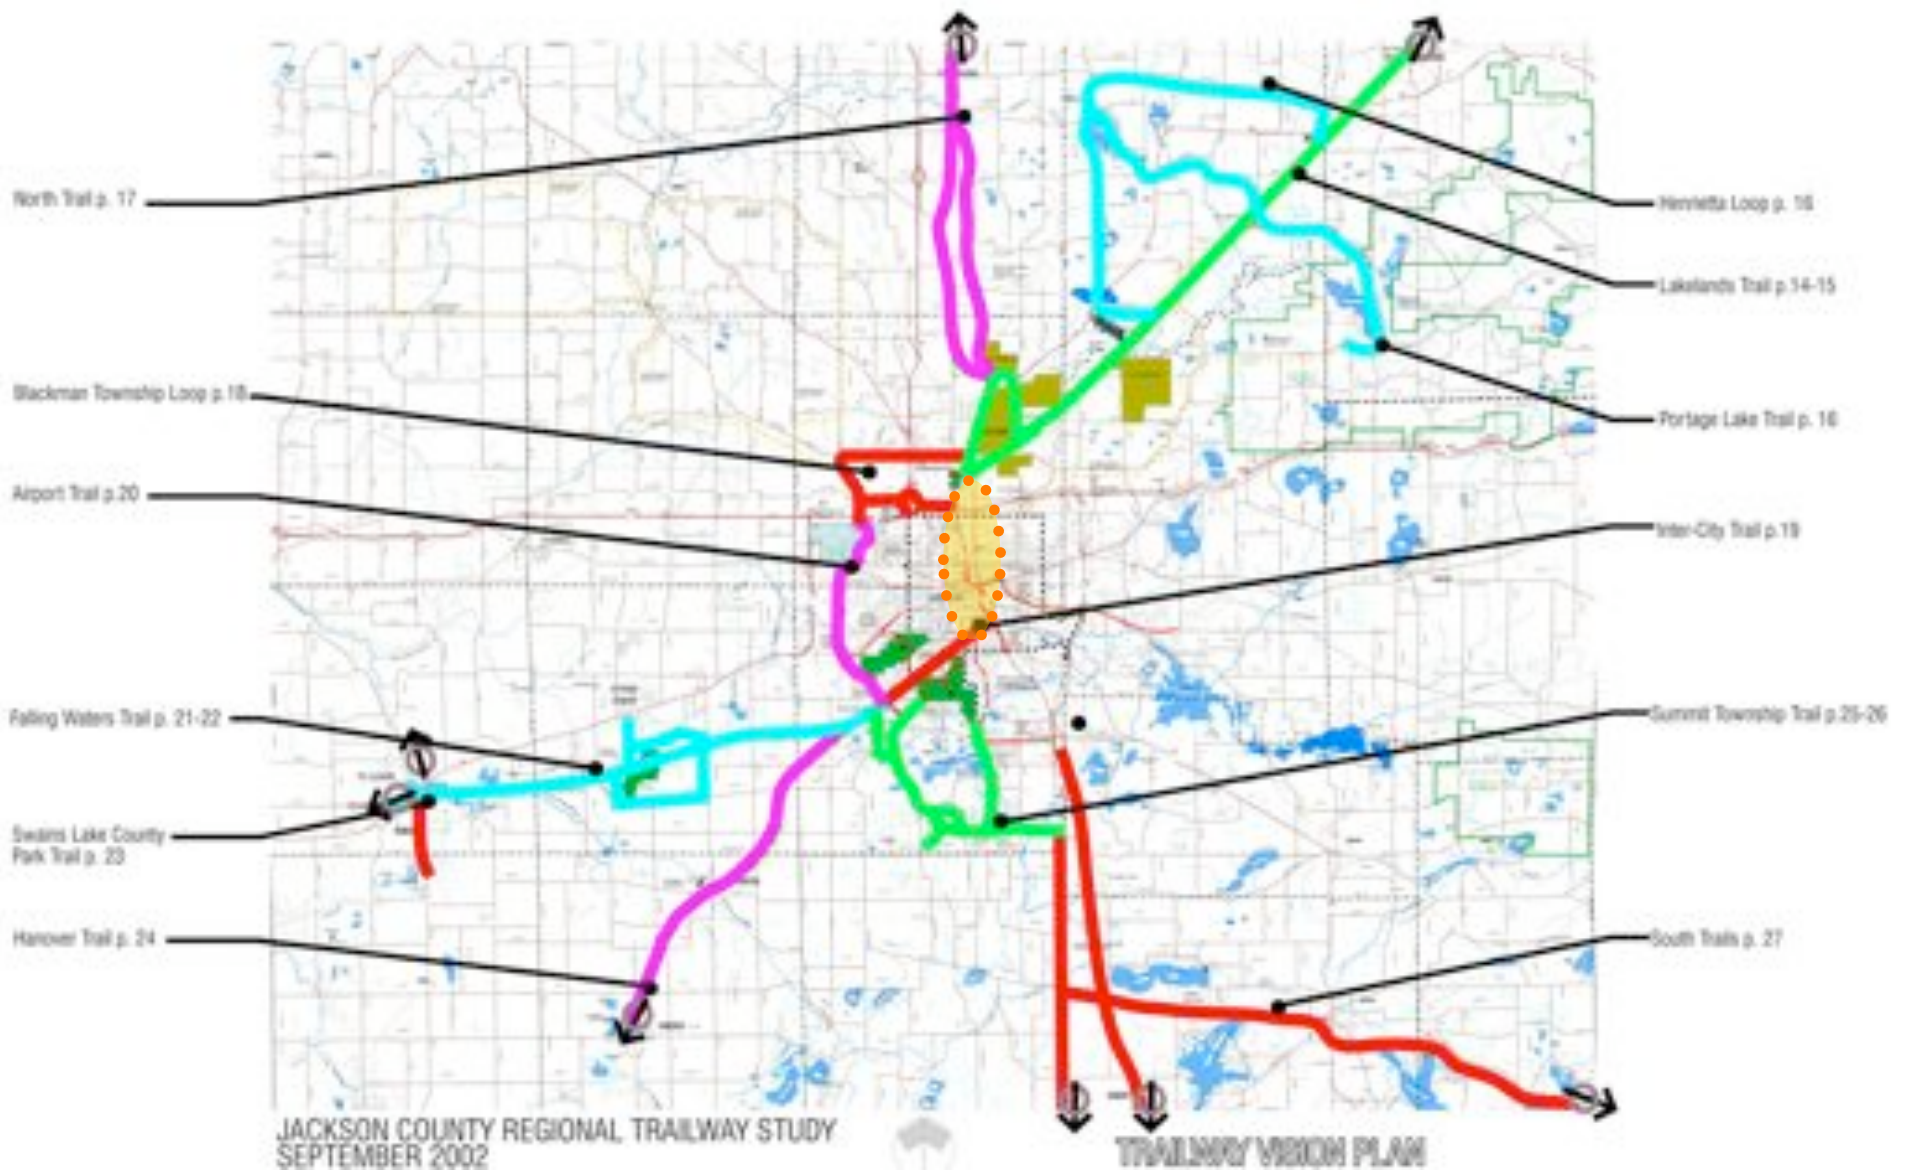 North Trail p. 17
Henrietta Loop p. 16
Lakelands Trail p.14-15
Blackman Township Loop p.18
Portage Lake Trail p. 16
Airport Trail p.20
Inter-City Trail p.19
Falling Waters Trail p. 21-22
Summit Township Trail p.25-26
Swains Lake County
Park Trail p. 23
Hanover Trail p. 24
South Trails p. 27
JACKSON COUNTY REGIONAL TRAILWAY STUDY
SEPTEMBER 2002
TRAILWAY VISION PLAN